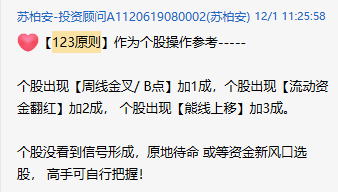 苏柏安-投资顾问A1120619080002(苏柏安) 12/1 11:25:58
【123原则】作为个股操作参考-----
个股出现【周线金叉/ B点】加1成，个股出现【流动资
金翻红】加2成， 个股出现【熊线上移】加3成。
个股没看到信号形成，原地待命 或等资金新风口选
股， 高手可自行把握！